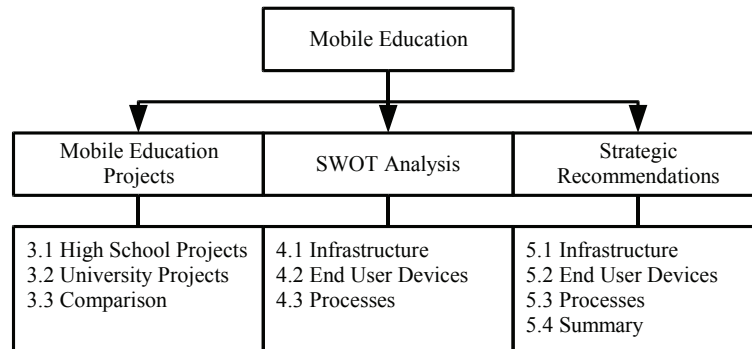 Mobile Education
Mobile Education
Projects
SWOT Analysis
Strategic
Recommendations
3.1 High School Projects
3.2 University Projects
3.3 Comparison
4.1 Infrastructure
4.2 End User Devices
4.3 Processes
5.1 Infrastructure
5.2 End User Devices
5.3 Processes
5.4 Summary